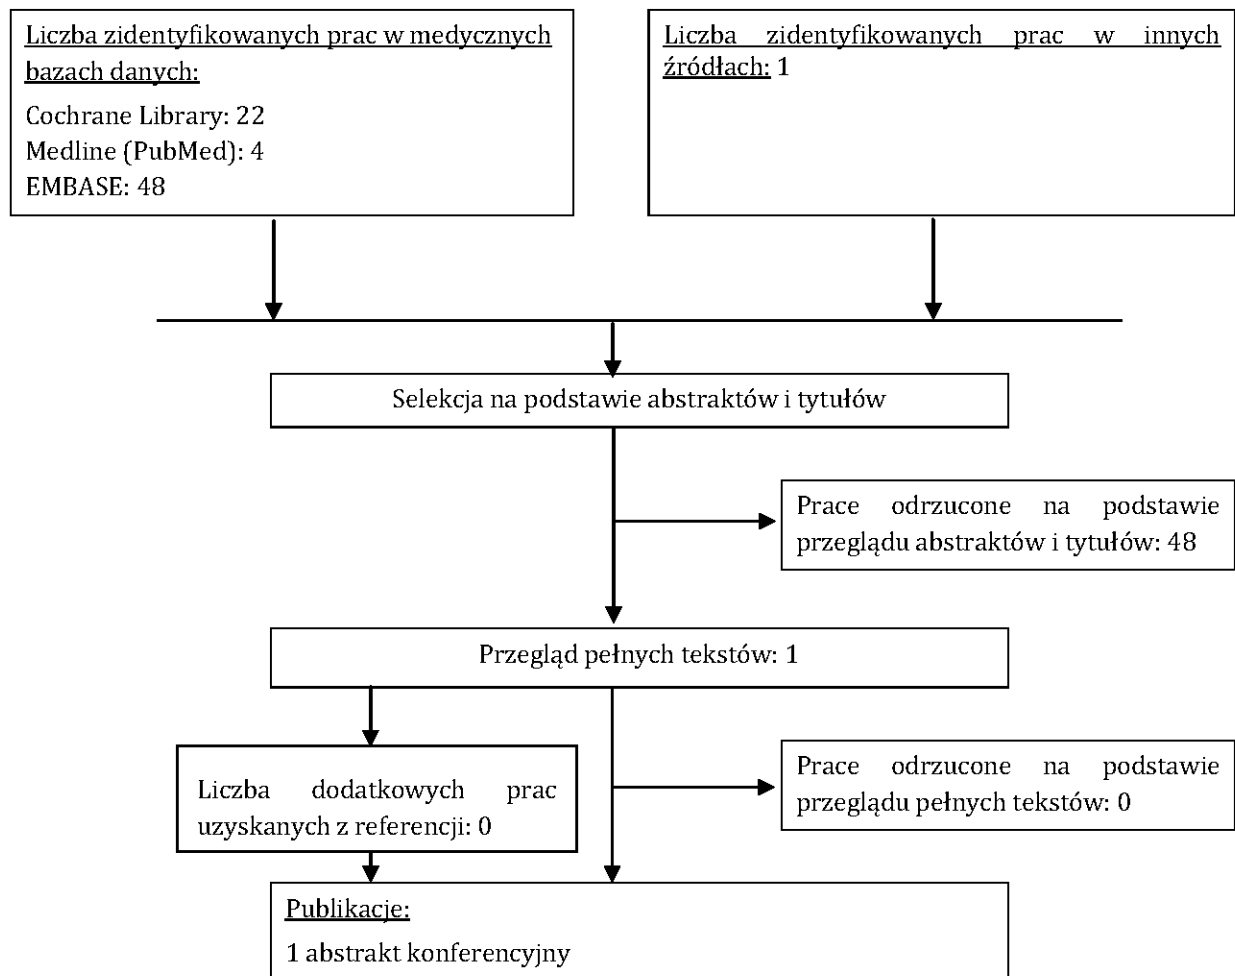 Liczba zidentyfikowanych prac w medycznych
bazach danych:
Cochrane Library: 22
Medline (PubMed): 4
EMBASE: 48
Liczba zidentyfikowanych prac w innych
źródłach: 1
Selekcja na podstawie abstraktów i tytułów
Prace odrzucone na podstawie
przeglądu abstraktów i tytułów: 48
Przegląd pełnych tekstów: 1
Liczba dodatkowych prac
uzyskanych z referencji: 0
Prace odrzucone na podstawie
przeglądu pełnych tekstów: 0
Publikacje:
1 abstrakt konferencyjny